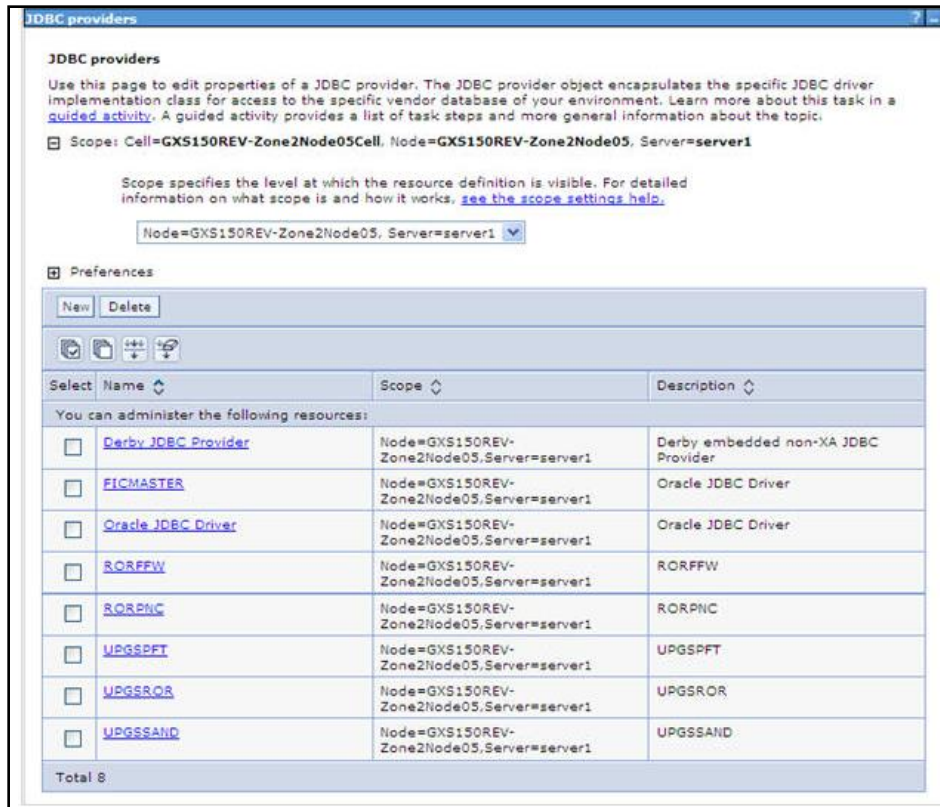 JDBC providers
?
JDBC providers
Use this page to edit properties of a JDBC provider. The JDBC provider object encapsulates the specific JDBC driver
implementation class for access to the specific vendor database of your environment. Learn more about this task in a
guided activity. A guided activity provides a list of task steps and more general information about the topic.
Scope: Cell=GXS150REV-Zone2Node05Cell, Node=GXS150REV-Zone2Node05, Server=server1
Scope specifies the level at which the resource definition is visible. For detailed
information on what scope is and how it works, see the scope settings help.
Node=GXS150REV-Zone2Node05, Server=server1
Preferences
New Delete
Select Name Scope Description
You can administer the following resources:
Derby JDBC Provider Node=GXS150REV- Derby embedded non-XA JDBC
Zone2Node05,Server=server1 Provider
FICMASTER Node=GXS150REV- Oracle JDBC Driver
Zone2Node05,Server=server1
Oracle JDBC Driver Node=GXS150REV- Oracle JDBC Driver
Zone2Node05,Server=server1
RORFFW Node=GXS150REV- RORFFW
Zone2Node05,Server=server1
RORPNC Node=GXS150REV- RORPNC
Zone2Node05,Server=server1
UPGSPFT Node=GXS150REV- UPGSPFT
Zone2Node05,Server=server1
UPGSROR Node=GXS150REV- UPGSROR
Zone2Node05,Server=server1
UPGSSAND Node=GXS150REV- UPGSSAND
Zone2Node05,Server=server1
Total 8